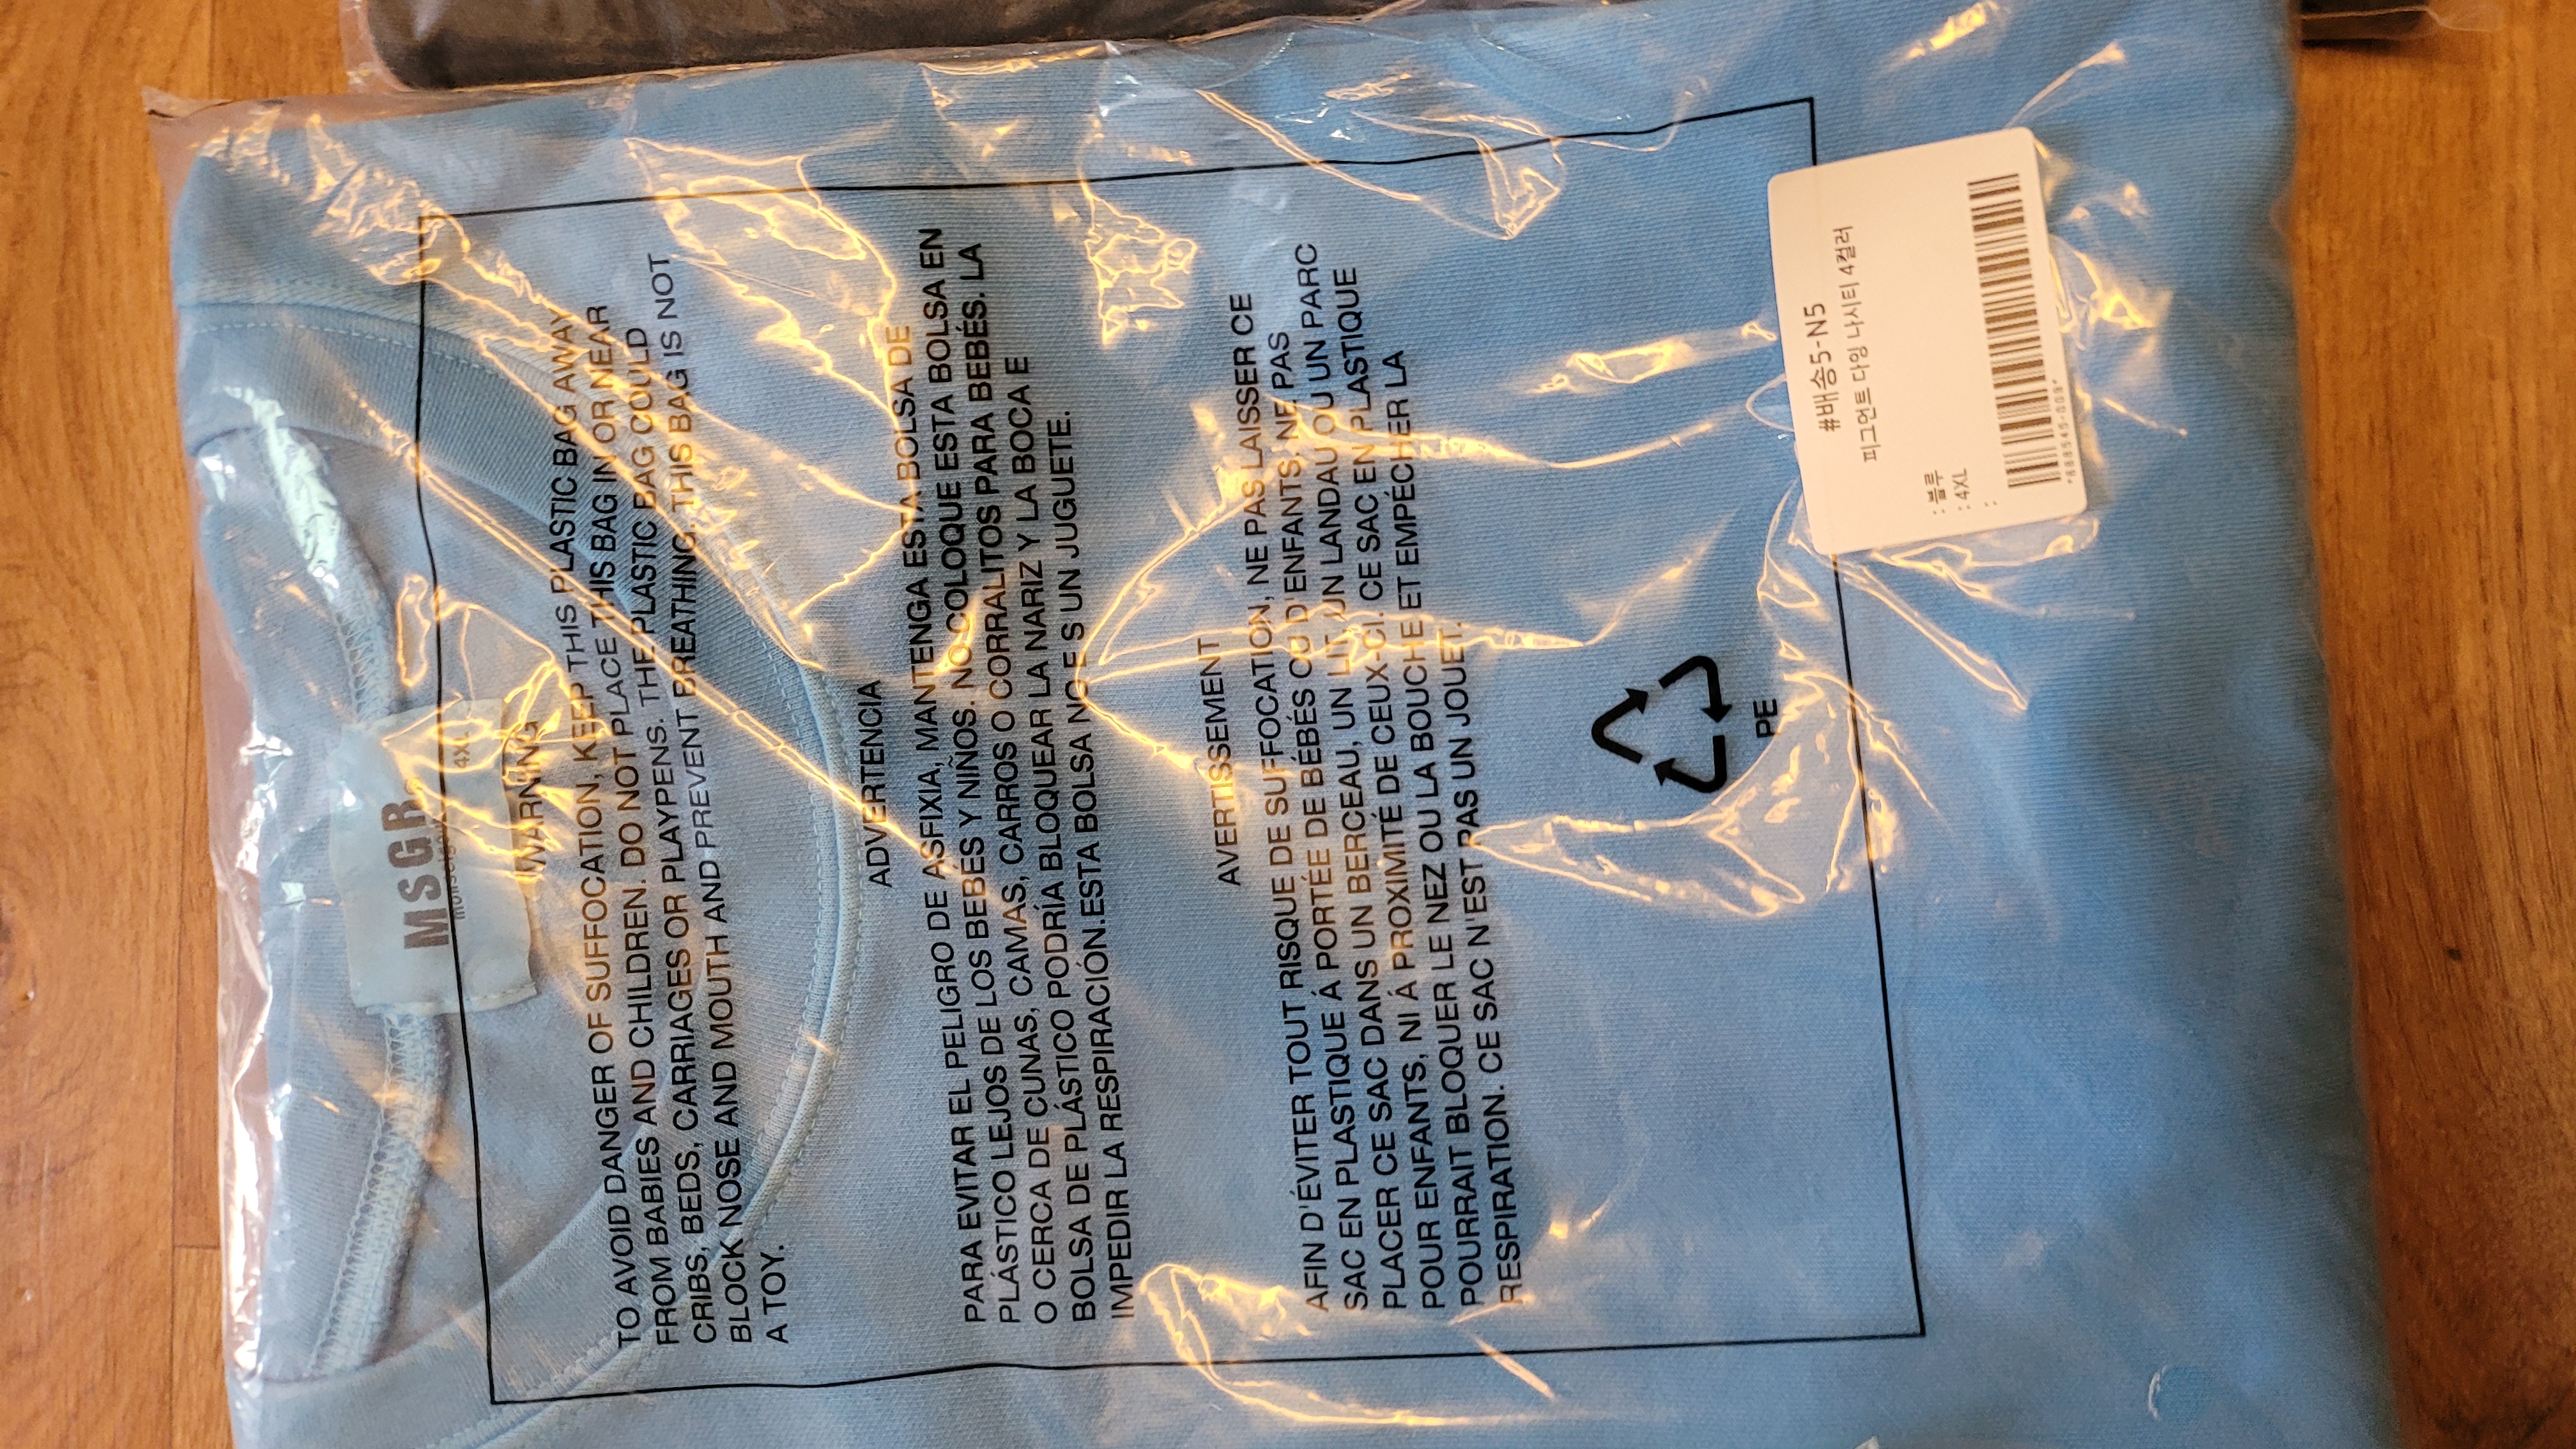 MSGR
4XL
WARNING
TO AVOID DANGER OF SUFFOCATION, KEEP THIS PLASTIC BAG AWAY
FROM BABIES AND CHILDREN. DO NOT PLACE THIS BAG IN OR NEAR
CRIBS, BEDS, CARRIAGES OR PLAYPENS. THE PLASTIC BAG COULD
BLOCK NOSE AND MOUTH AND PREVENT BREATHING. THIS BAG IS NOT
A TOY.
ADVERTENCIA
PARA EVITAR EL PELIGRO DE ASFIXIA, MANTENGA ESTA BOLSA DE
PLÁSTICO LEJOS DE LOS BEBÉS Y NIÑOS. NO COLOQUE ESTA BOLSA EN
O CERCA DE CUNAS, CAMAS, CARROS O CORRALITOS PARA BEBÉS. LA
BOLSA DE PLÁSTICO PODRÍA BLOQUEAR LA NARIZ Y LA BOCA E
IMPEDIR LA RESPIRACIÓN.ESTA BOLSA NO E S UN JUGUETE.
AVERTISSEMENT
AFIN D'ÉVITER TOUT RISQUE DE SUFFOCATION, NE PAS LAISSER CE
SAC EN PLASTIQUE Á PORTÉE DE BÉBÉS OU D'ENFANTS. NE PAS
PLACER CE SAC DANS UN BERCEAU, UN LIT, UN LANDAU OU UN PARC
POUR ENFANTS, NI Á PROXIMITÉ DE CEUX-CI. CE SAC EN PLASTIQUE
POURRAIT BLOQUER LE NEZ OU LA BOUCHE ET EMPÉCHER LA
RESPIRATION. CE SAC N'EST PAS UN JOUET.
PE
#배송5-N5
피그먼트 다잉 나시티 4컬러
: 블루
: 4XL
: